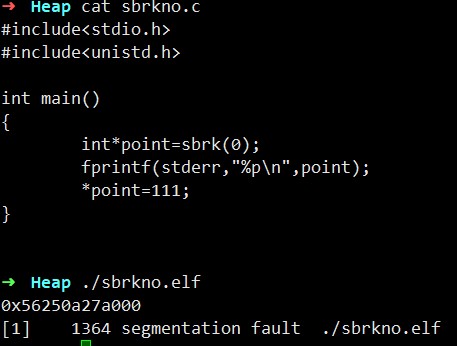 ➜  Heap cat sbrkno.c
#include<stdio.h>
#include<unistd.h>

int main()
{
        int*point=sbrk(0);
        fprintf(stderr,"%p\n",point);
        *point=111;
}


➜  Heap ./sbrkno.elf
0x56250a27a000
[1]    1364 segmentation fault  ./sbrkno.elf